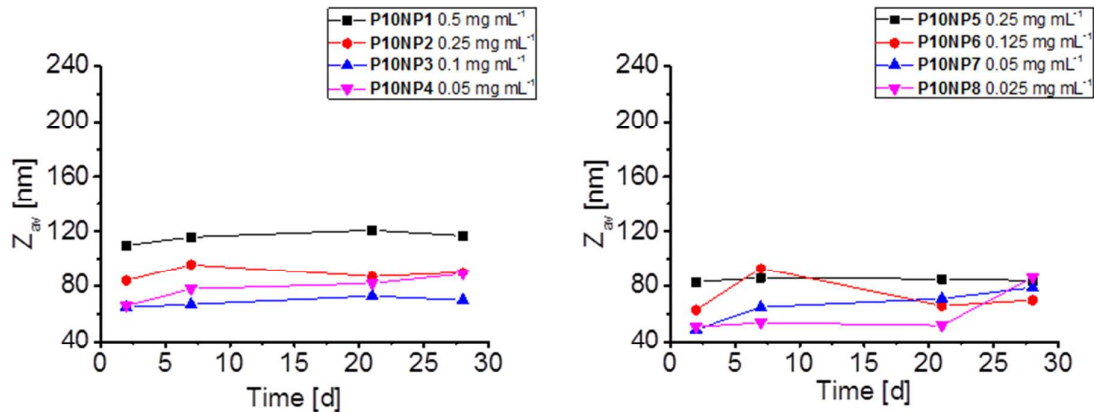 P10NP1 0.5 mg mL⁻¹
P10NP2 0.25 mg mL⁻¹
P10NP3 0.1 mg mL⁻¹
P10NP4 0.05 mg mL⁻¹
240
200
160
120
80
40
Z_av [nm]
0 5 10 15 20 25 30
Time [d]
P10NP5 0.25 mg mL⁻¹
P10NP6 0.125 mg mL⁻¹
P10NP7 0.05 mg mL⁻¹
P10NP8 0.025 mg mL⁻¹
240
200
160
120
80
40
Z_av [nm]
0 5 10 15 20 25 30
Time [d]